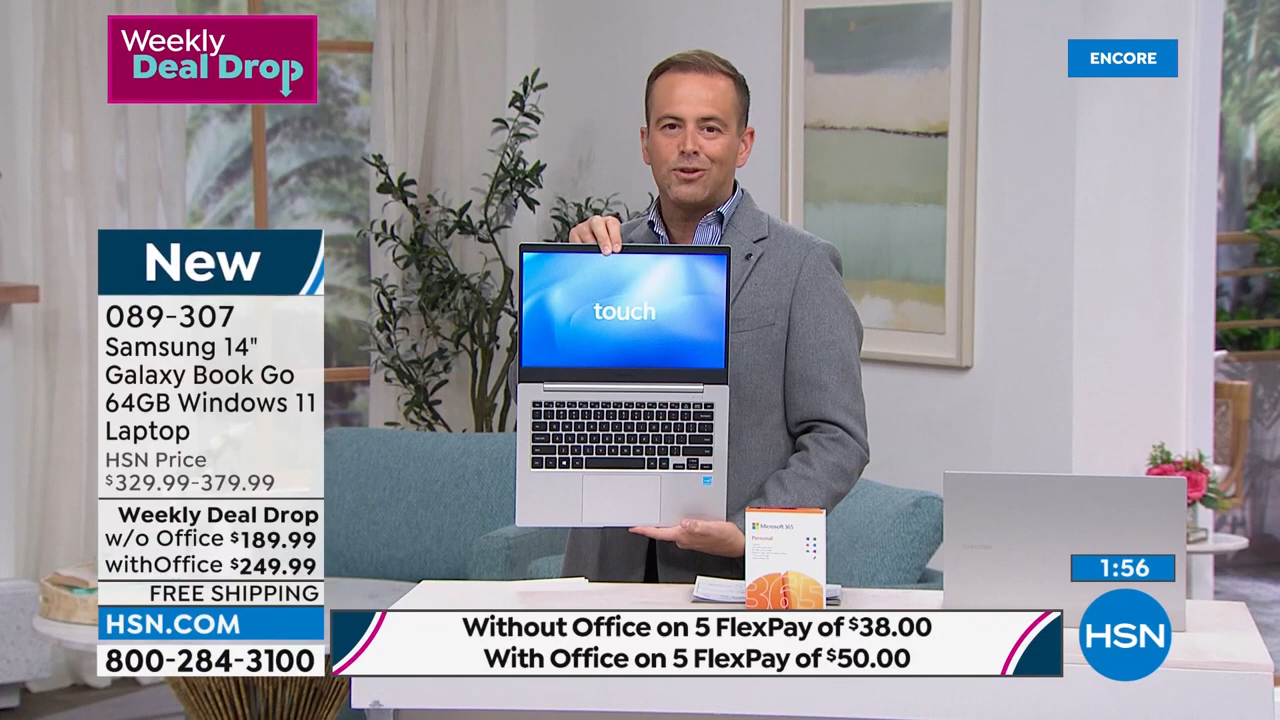 Weekly
Deal Drop
ENCORE
New
089-307
Samsung 14"
Galaxy Book Go
64GB Windows 11
Laptop
HSN Price
$329.99-379.99
Weekly Deal Drop
w/o Office $189.99
withOffice $249.99
FREE SHIPPING
HSN.COM
800-284-3100
touch
Microsoft 365
Personal
365
1:56
HSN
Without Office on 5 FlexPay of $38.00
With Office on 5 FlexPay of $50.00